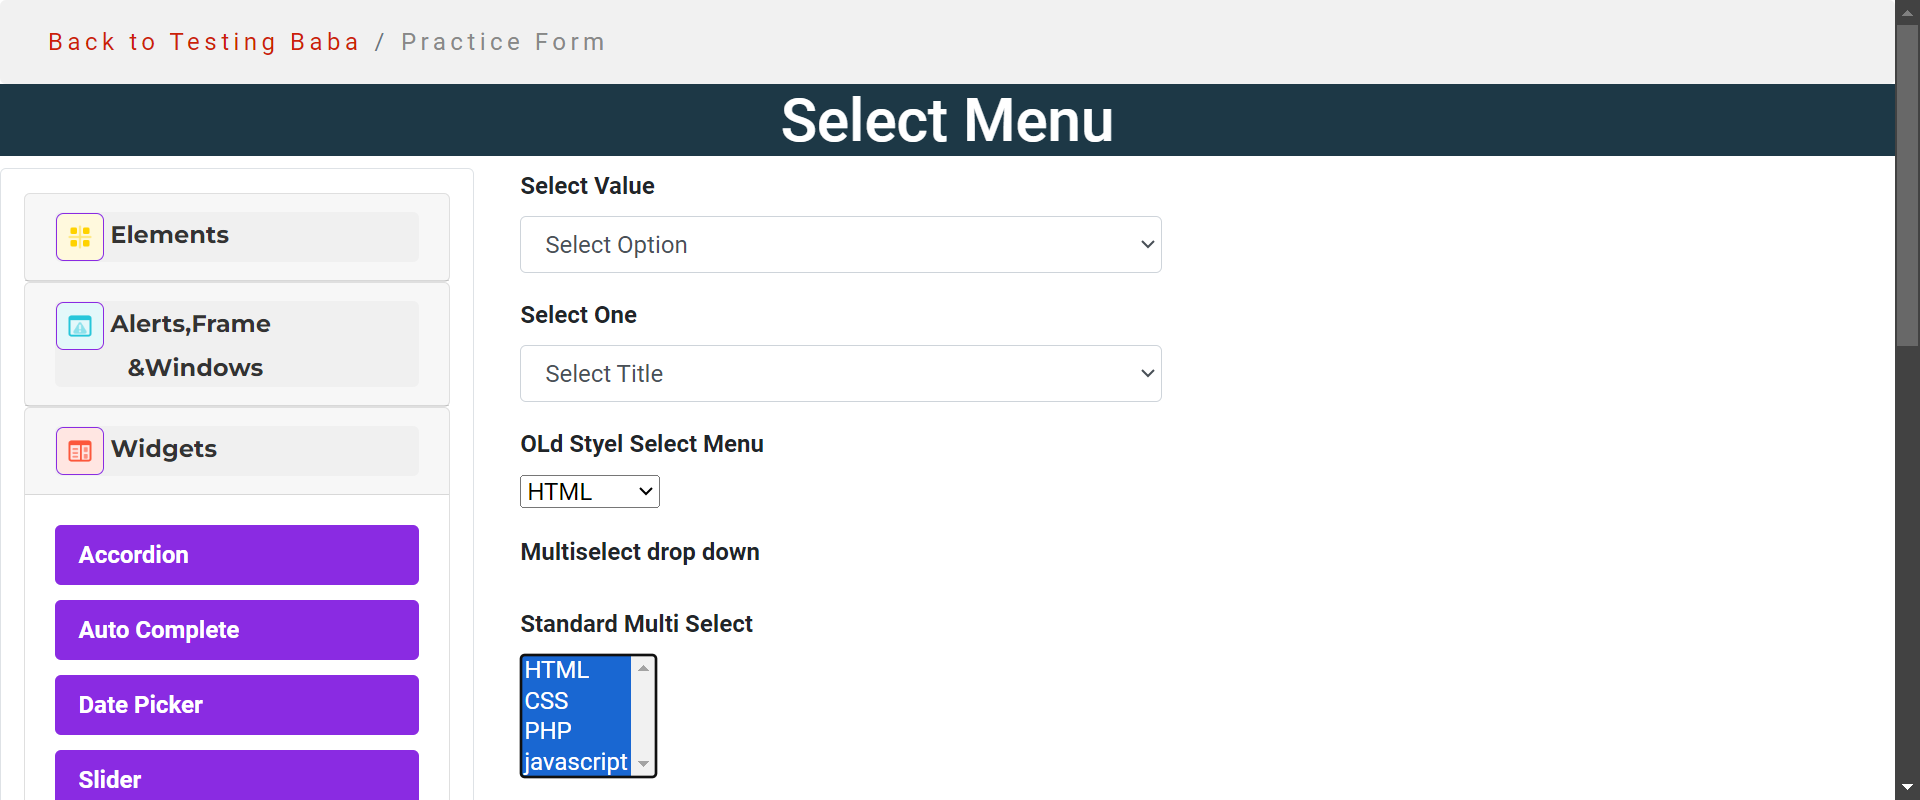 Back to Testing Baba / Practice Form
Select Menu
Elements
Alerts,Frame
&Windows
Widgets
Accordion
Auto Complete
Date Picker
Slider
Select Value
Select Option
Select One
Select Title
OLd Styel Select Menu
HTML
Multiselect drop down
Standard Multi Select
HTML
CSS
PHP
javascript